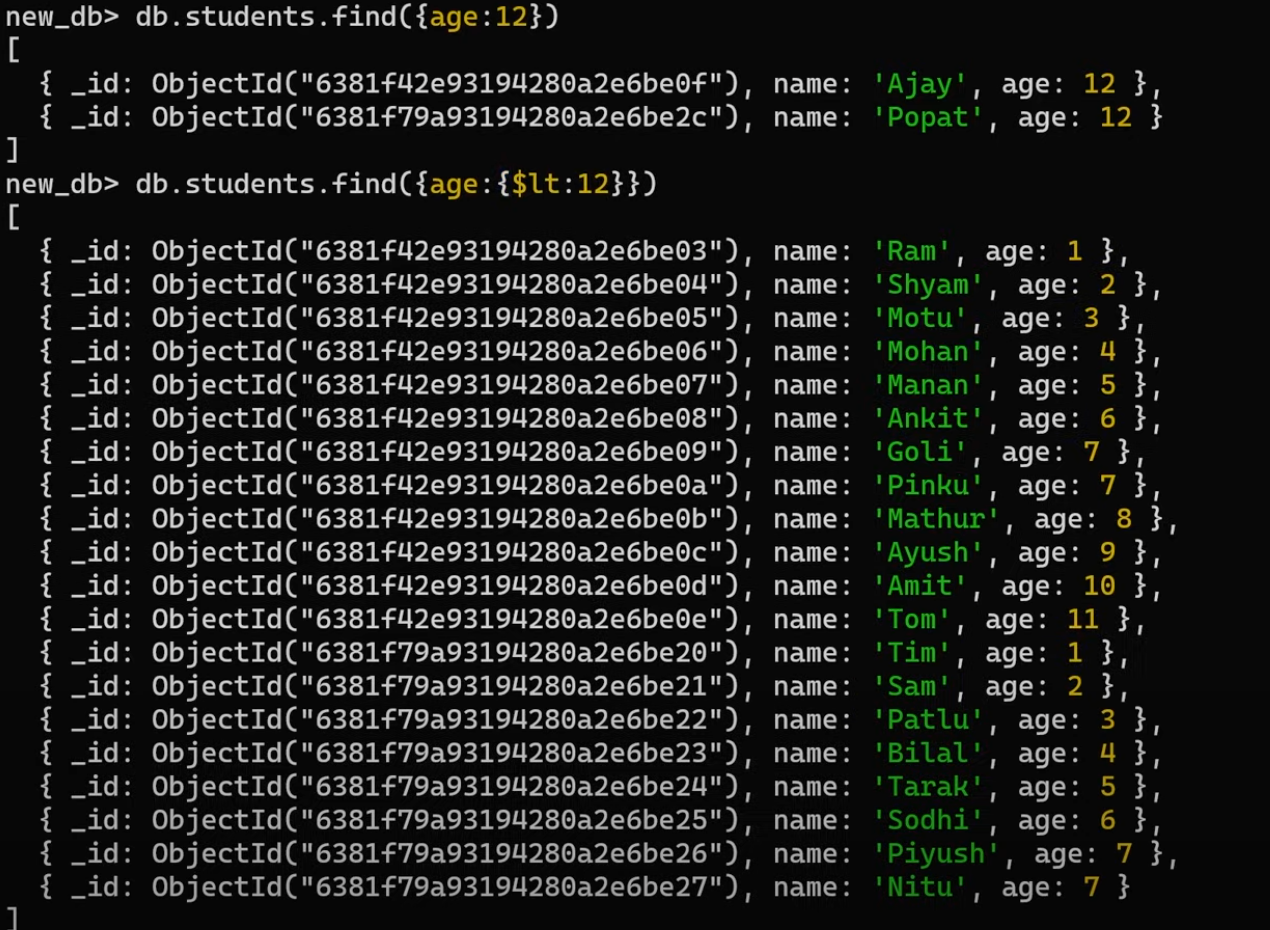 new_db> db.students.find({age:12})
[
  { _id: ObjectId("6381f42e93194280a2e6be0f"), name: 'Ajay', age: 12 },
  { _id: ObjectId("6381f79a93194280a2e6be2c"), name: 'Popat', age: 12 }
]
new_db> db.students.find({age:{$lt:12}})
[
  { _id: ObjectId("6381f42e93194280a2e6be03"), name: 'Ram', age: 1 },
  { _id: ObjectId("6381f42e93194280a2e6be04"), name: 'Shyam', age: 2 },
  { _id: ObjectId("6381f42e93194280a2e6be05"), name: 'Motu', age: 3 },
  { _id: ObjectId("6381f42e93194280a2e6be06"), name: 'Mohan', age: 4 },
  { _id: ObjectId("6381f42e93194280a2e6be07"), name: 'Manan', age: 5 },
  { _id: ObjectId("6381f42e93194280a2e6be08"), name: 'Ankit', age: 6 },
  { _id: ObjectId("6381f42e93194280a2e6be09"), name: 'Goli', age: 7 },
  { _id: ObjectId("6381f42e93194280a2e6be0a"), name: 'Pinku', age: 7 },
  { _id: ObjectId("6381f42e93194280a2e6be0b"), name: 'Mathur', age: 8 },
  { _id: ObjectId("6381f42e93194280a2e6be0c"), name: 'Ayush', age: 9 },
  { _id: ObjectId("6381f42e93194280a2e6be0d"), name: 'Amit', age: 10 },
  { _id: ObjectId("6381f42e93194280a2e6be0e"), name: 'Tom', age: 11 },
  { _id: ObjectId("6381f79a93194280a2e6be20"), name: 'Tim', age: 1 },
  { _id: ObjectId("6381f79a93194280a2e6be21"), name: 'Sam', age: 2 },
  { _id: ObjectId("6381f79a93194280a2e6be22"), name: 'Patlu', age: 3 },
  { _id: ObjectId("6381f79a93194280a2e6be23"), name: 'Bilal', age: 4 },
  { _id: ObjectId("6381f79a93194280a2e6be24"), name: 'Tarak', age: 5 },
  { _id: ObjectId("6381f79a93194280a2e6be25"), name: 'Sodhi', age: 6 },
  { _id: ObjectId("6381f79a93194280a2e6be26"), name: 'Piyush', age: 7 },
  { _id: ObjectId("6381f79a93194280a2e6be27"), name: 'Nitu', age: 7 }
]